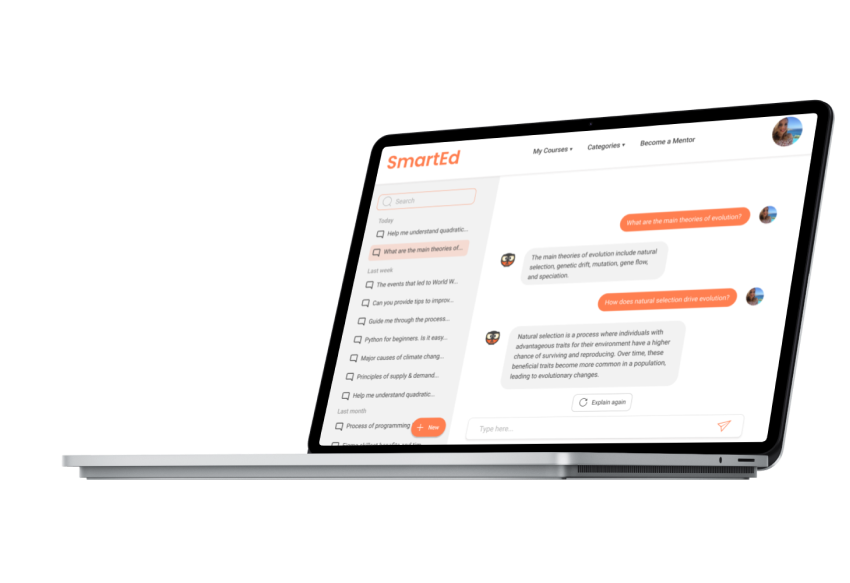 SmartEd
My Courses
Categories
Become a Mentor
Search
Today
Help me understand quadratic...
What are the main theories of...
Last week
The events that led to World W...
Can you provide tips to improv...
Guide me through the process...
Python for beginners. Is it easy...
Major causes of climate chang...
Principles of supply & demand...
Help me understand quadratic...
Last month
Process of programming
+ New
What are the main theories of evolution?
The main theories of evolution include natural
selection, genetic drift, mutation, gene flow,
and speciation.
How does natural selection drive evolution?
Natural selection is a process where individuals with
advantageous traits for their environment have a higher
chance of surviving and reproducing. Over time, these
beneficial traits become more common in a population,
leading to evolutionary changes.
Explain again
Type here...